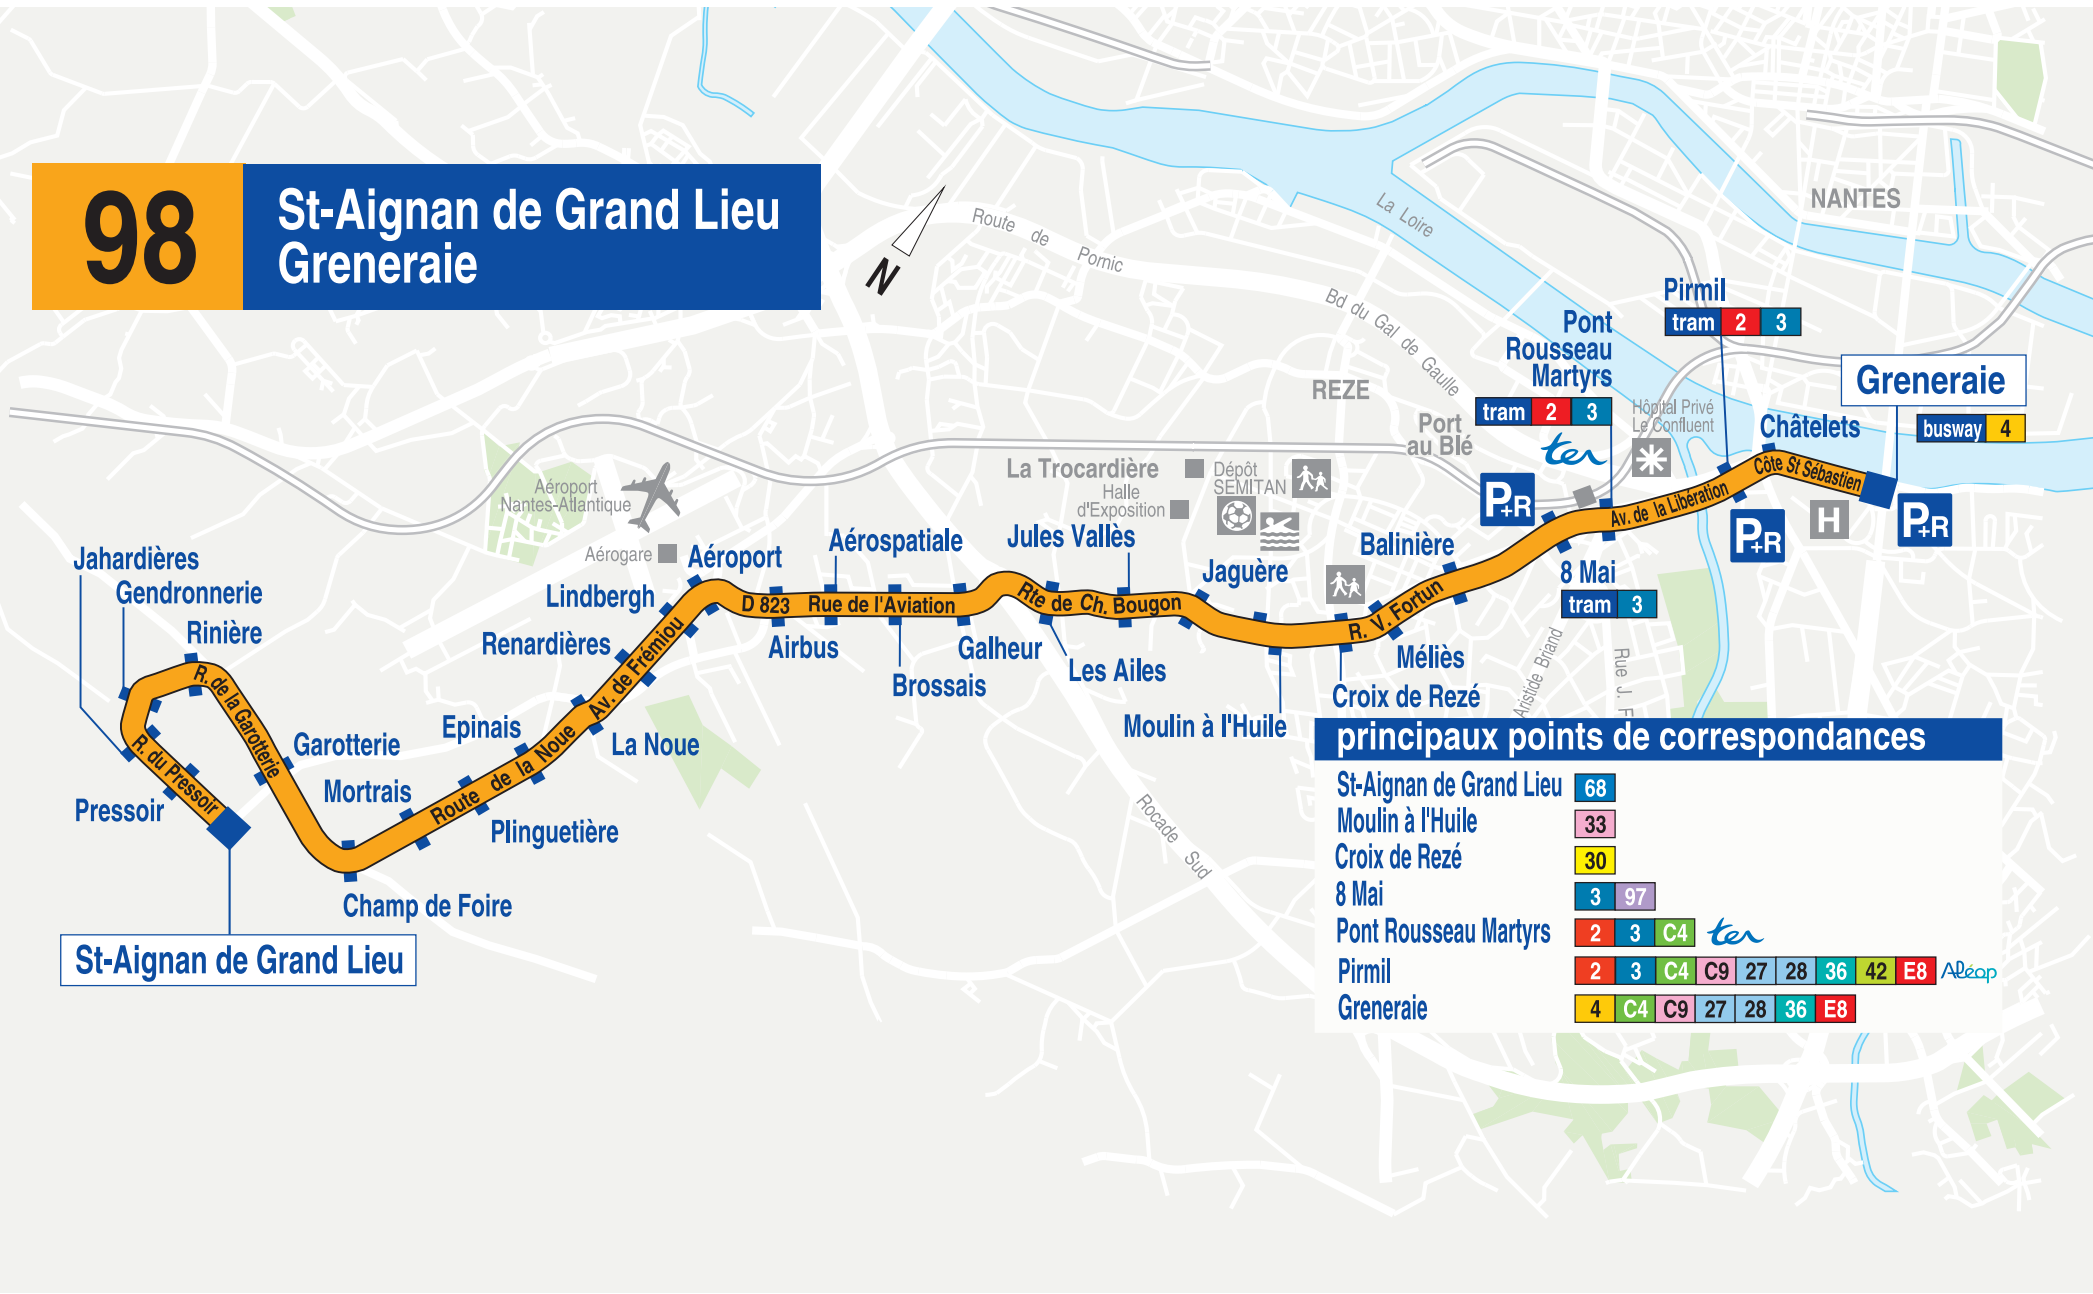 98
St-Aignan de Grand Lieu
Greneraie
N
Route de Pornic
La Loire
NANTES
Bd du Gal de Gaulle
REZE
Port
au Blé
Pirmil
tram 2 3
Pont
Rousseau
Martyrs
tram 2 3
ter
P+R
Hôpital Privé
Le Confluent
Greneraie
busway 4
Châtelets
Côte St Sébastien
Av. de la Libération
P+R
H
P+R
8 Mai
tram 3
Balinière
La Trocardière
Halle
d'Exposition
Dépôt
SEMITAN
Aéroport
Nantes-Atlantique
Aérogare
Aéroport
Aérospatiale
Jules Vallès
Jaguère
Lindbergh
D 823
Rue de l'Aviation
Rte de Ch. Bougon
R. V. Fortun
Renardières
Av. de Frémiou
Airbus
Brossais
Galheur
Les Ailes
Moulin à l'Huile
Croix de Rezé
Méliès
Aristide Briand
Rue J. F
Jahardières
Gendronnerie
Rinière
R. de la Garotterie
R. du Pressoir
Pressoir
Garotterie
Mortrais
Epinais
Route de la Noue
La Noue
Plinguetière
Champ de Foire
Rocade Sud
St-Aignan de Grand Lieu
principaux points de correspondances
St-Aignan de Grand Lieu 68
Moulin à l'Huile 33
Croix de Rezé 30
8 Mai 3 97
Pont Rousseau Martyrs 2 3 C4 ter
Pirmil 2 3 C4 C9 27 28 36 42 E8 Aléop
Greneraie 4 C4 C9 27 28 36 E8